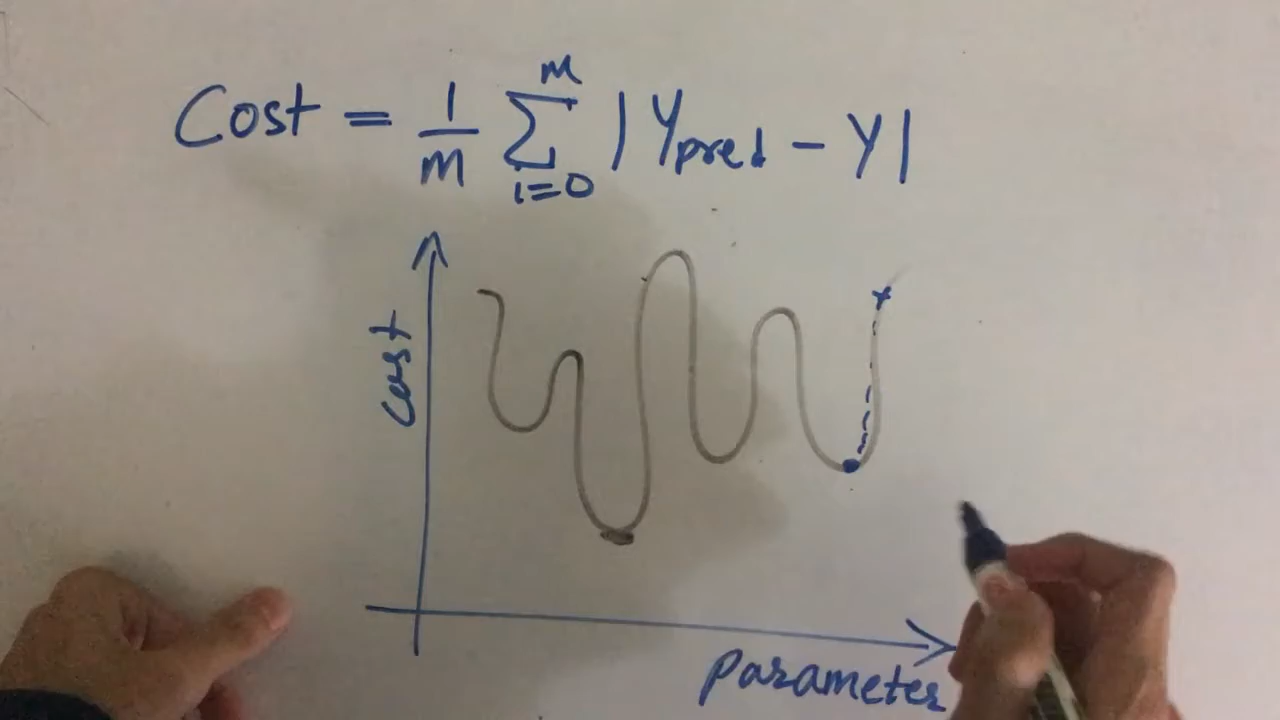 Cost = 1/m Σ_{i=0}^{m} |Ypred - Y|
cost
parameter